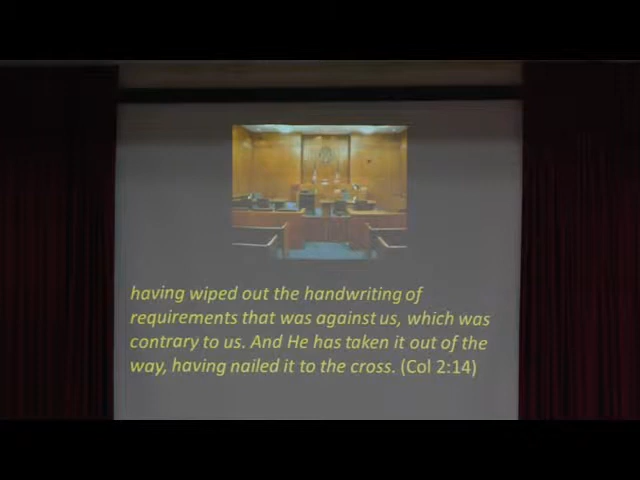 having wiped out the handwriting of
requirements that was against us, which was
contrary to us. And He has taken it out of the
way, having nailed it to the cross. (Col 2:14)